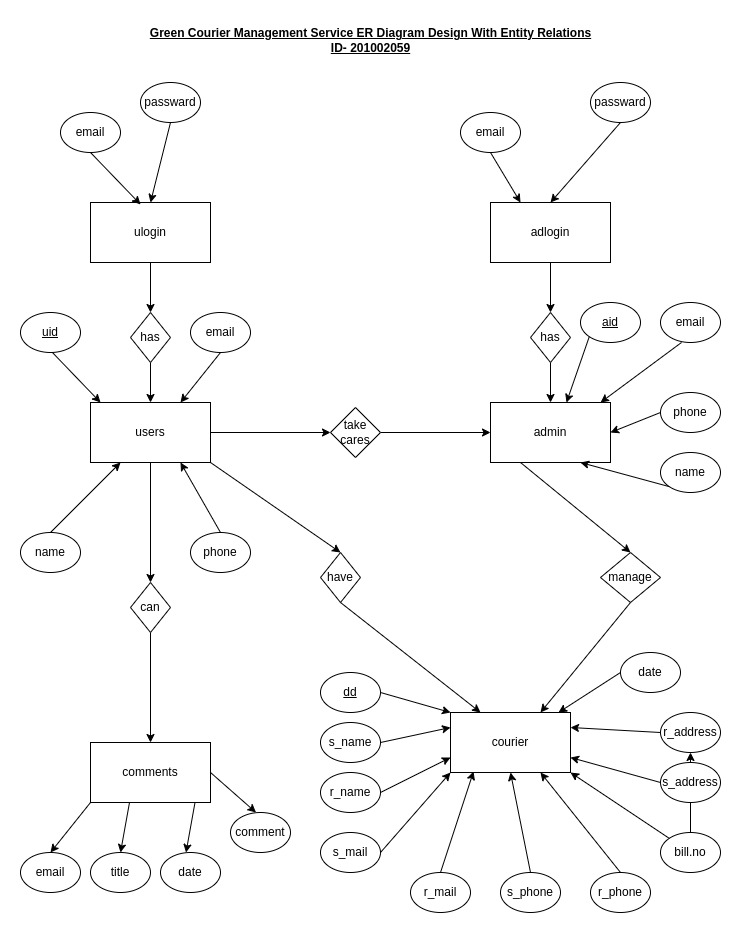 Green Courier Management Service ER Diagram Design With Entity Relations
ID- 201002059
passward
email
passward
email
ulogin
adlogin
uid
has
email
has
aid
email
users
take
cares
admin
phone
name
name
phone
have
manage
can
dd
date
s_name
courier
r_address
comments
r_name
s_address
comment
s_mail
bill.no
email
title
date
r_mail
s_phone
r_phone